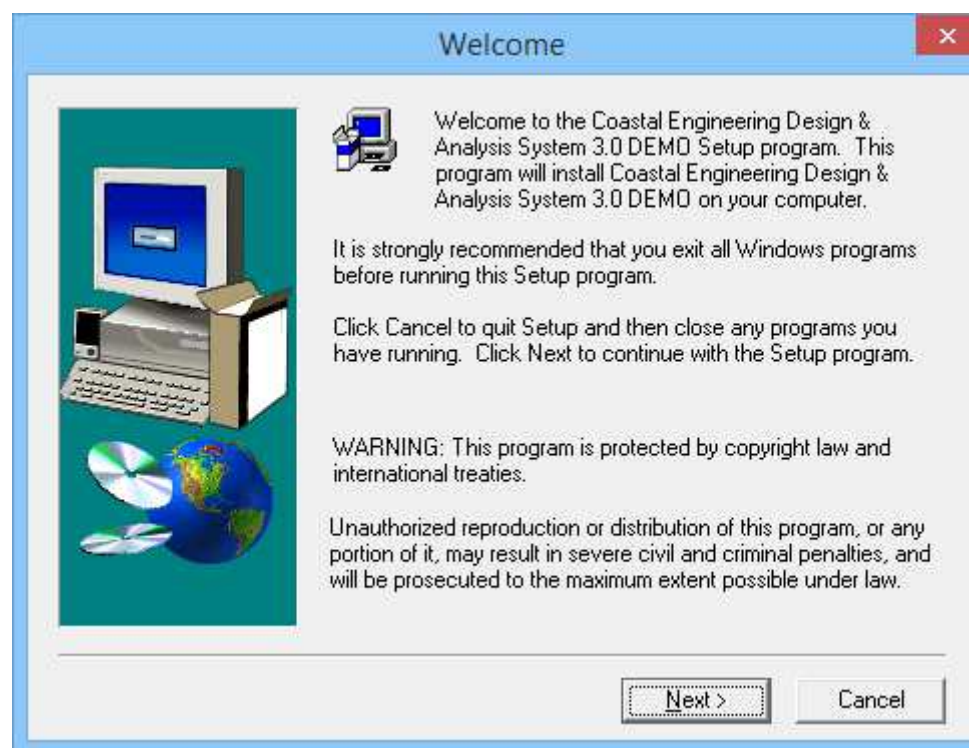 Welcome
Welcome to the Coastal Engineering Design &
Analysis System 3.0 DEMO Setup program.  This
program will install Coastal Engineering Design &
Analysis System 3.0 DEMO on your computer.
It is strongly recommended that you exit all Windows programs
before running this Setup program.
Click Cancel to quit Setup and then close any programs you
have running.  Click Next to continue with the Setup program.
WARNING: This program is protected by copyright law and
international treaties.
Unauthorized reproduction or distribution of this program, or any
portion of it, may result in severe civil and criminal penalties, and
will be prosecuted to the maximum extent possible under law.
Next >
Cancel